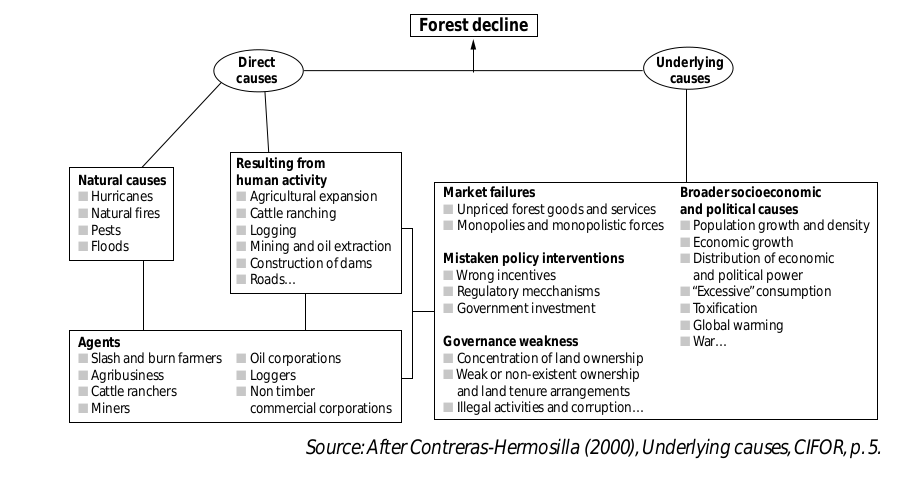 Forest decline
Direct
causes
Underlying
causes
Natural causes
Hurricanes
Natural fires
Pests
Floods
Resulting from
human activity
Agricultural expansion
Cattle ranching
Logging
Mining and oil extraction
Construction of dams
Roads…
Agents
Slash and burn farmers
Agribusiness
Cattle ranchers
Miners
Oil corporations
Loggers
Non timber
commercial corporations
Market failures
Unpriced forest goods and services
Monopolies and monopolistic forces
Mistaken policy interventions
Wrong incentives
Regulatory mecchanisms
Government investment
Governance weakness
Concentration of land ownership
Weak or non-existent ownership
and land tenure arrangements
Illegal activities and corruption…
Broader socioeconomic
and political causes
Population growth and density
Economic growth
Distribution of economic
and political power
“Excessive” consumption
Toxification
Global warming
War…
Source: After Contreras-Hermosilla (2000), Underlying causes, CIFOR, p. 5.